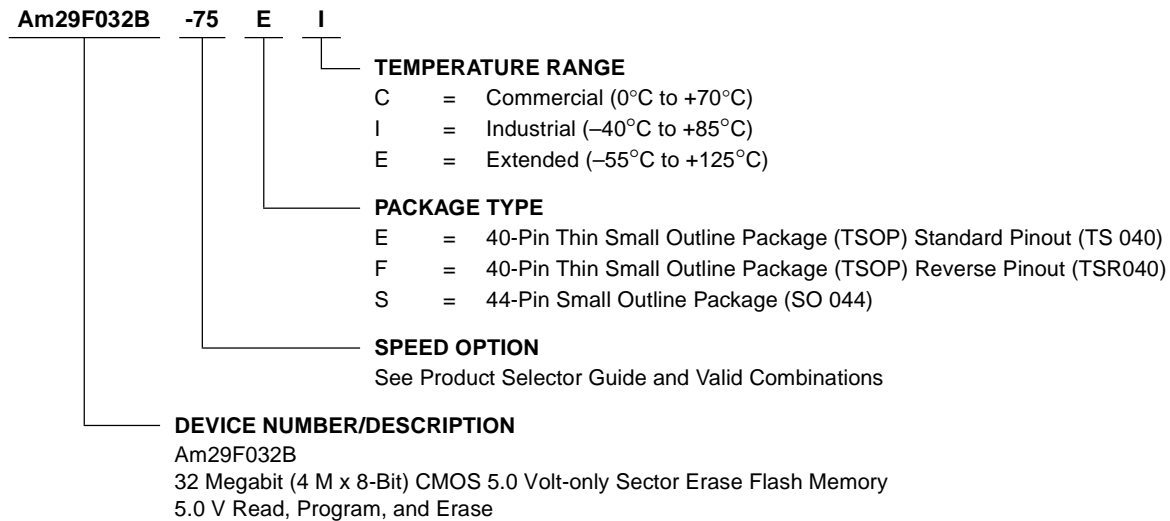 Am29F032B -75 E I
TEMPERATURE RANGE
C = Commercial (0°C to +70°C)
I = Industrial (–40°C to +85°C)
E = Extended (–55°C to +125°C)
PACKAGE TYPE
E = 40-Pin Thin Small Outline Package (TSOP) Standard Pinout (TS 040)
F = 40-Pin Thin Small Outline Package (TSOP) Reverse Pinout (TSR040)
S = 44-Pin Small Outline Package (SO 044)
SPEED OPTION
See Product Selector Guide and Valid Combinations
DEVICE NUMBER/DESCRIPTION
Am29F032B
32 Megabit (4 M x 8-Bit) CMOS 5.0 Volt-only Sector Erase Flash Memory
5.0 V Read, Program, and Erase